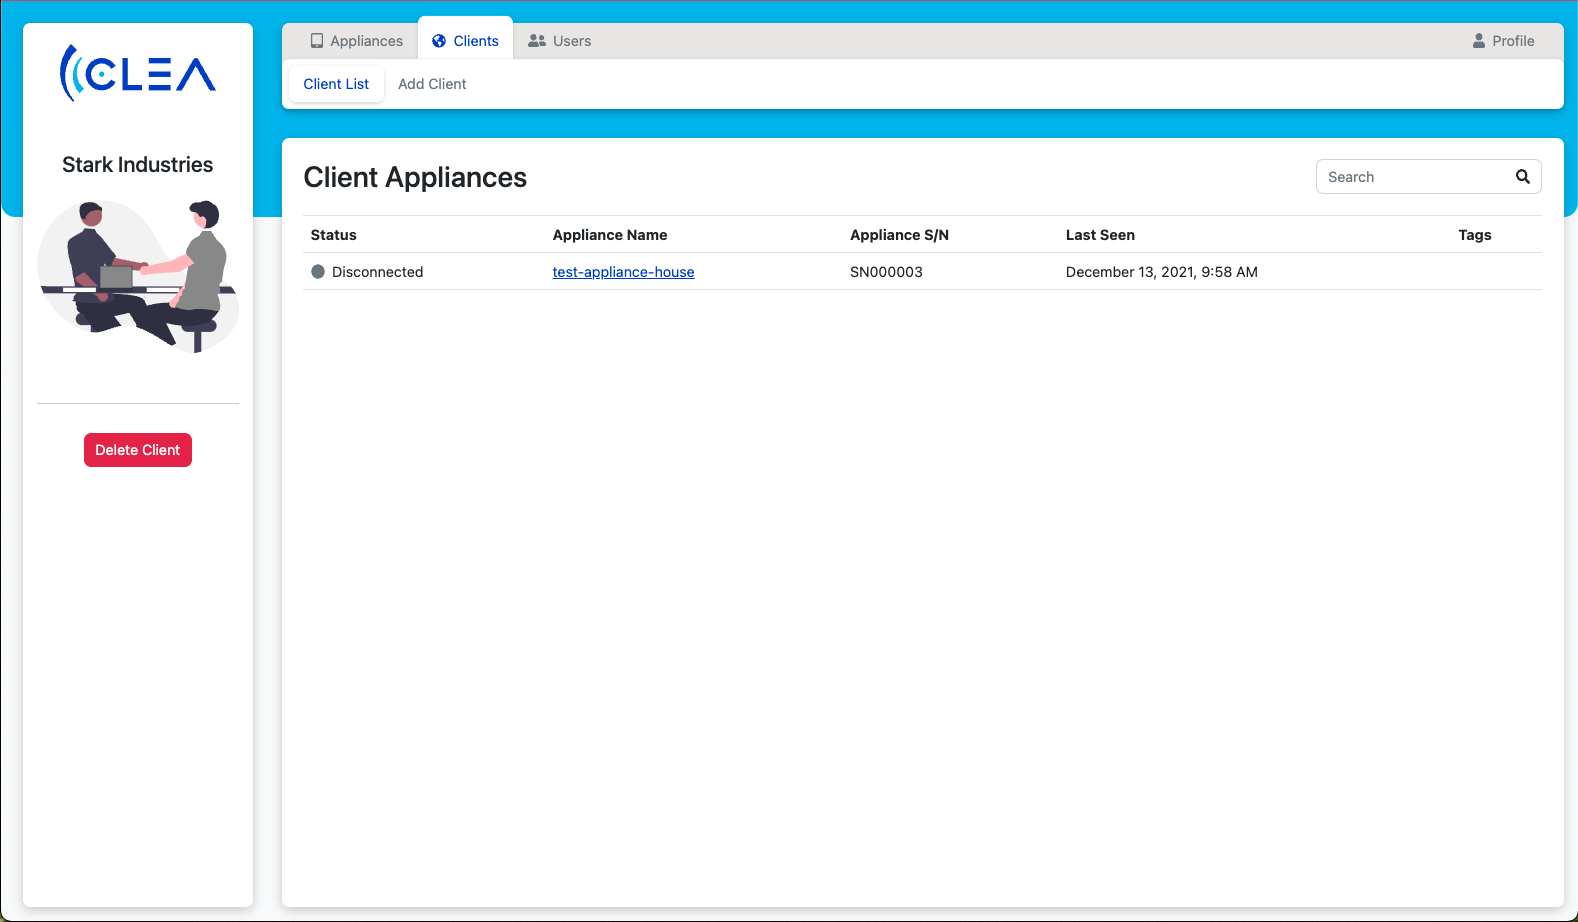 CLEA
Stark Industries
Delete Client
Appliances
Clients
Users
Profile
Client List
Add Client
Client Appliances
Search
Status
Appliance Name
Appliance S/N
Last Seen
Tags
Disconnected
test-appliance-house
SN000003
December 13, 2021, 9:58 AM